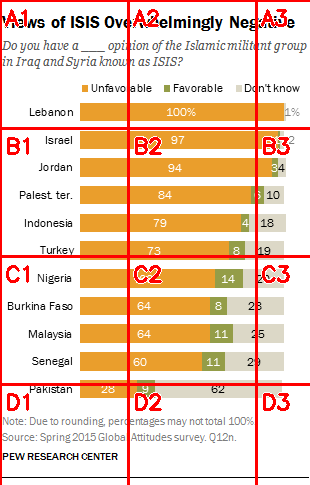 Views of ISIS Overwhelmingly Negative
Do you have a ___ opinion of the Islamic militant group
in Iraq and Syria known as ISIS?
Unfavorable Favorable Don't know
Lebanon 100% 1%
Israel 97 2
Jordan 94 3 4
Palest. ter. 84 6 10
Indonesia 79 4 18
Turkey 73 8 19
Nigeria 14
Burkina Faso 64 8 23
Malaysia 64 11 25
Senegal 60 11 29
Pakistan 28 9 62
Note: Due to rounding, percentages may not total 100%.
Source: Spring 2015 Global Attitudes survey. Q12n.
PEW RESEARCH CENTER
A1 A2 A3
B1 B2 B3
C1 C2 C3
D1 D2 D3